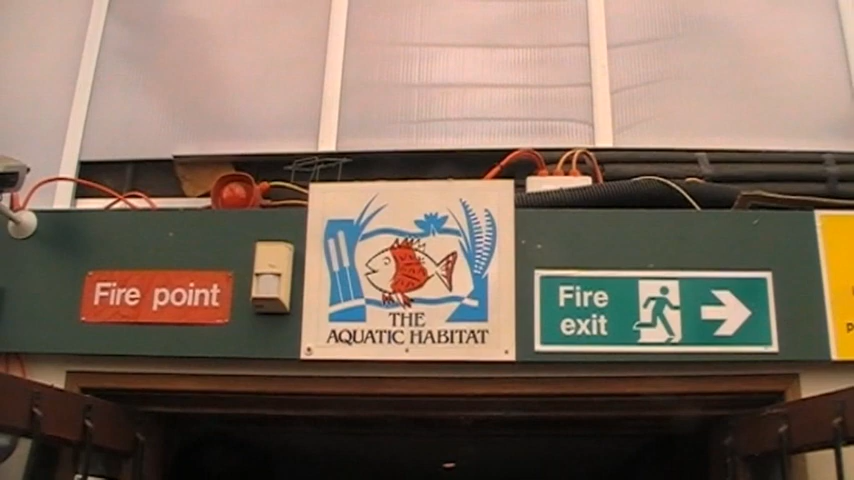 Fire point
THE
AQUATIC HABITAT
Fire
exit